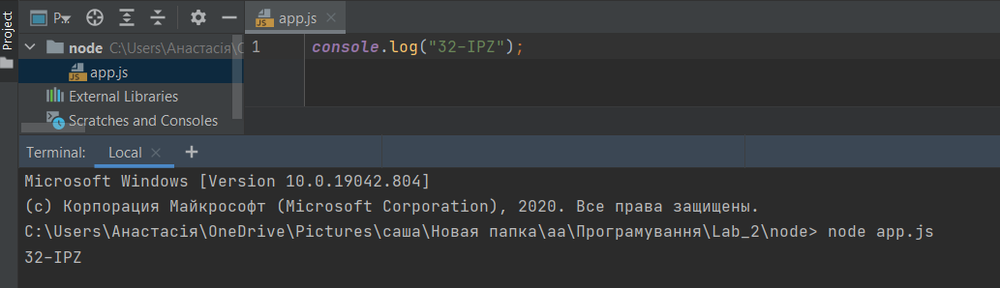 Project
P...
app.js
node C:\Users\Анастасія\O
1 console.log("32-IPZ");
app.js
External Libraries
Scratches and Consoles
Terminal: Local
Microsoft Windows [Version 10.0.19042.804]
(c) Корпорация Майкрософт (Microsoft Corporation), 2020. Все права защищены.
C:\Users\Анастасія\OneDrive\Pictures\саша\Новая папка\аа\Програмування\Lab_2\node> node app.js
32-IPZ